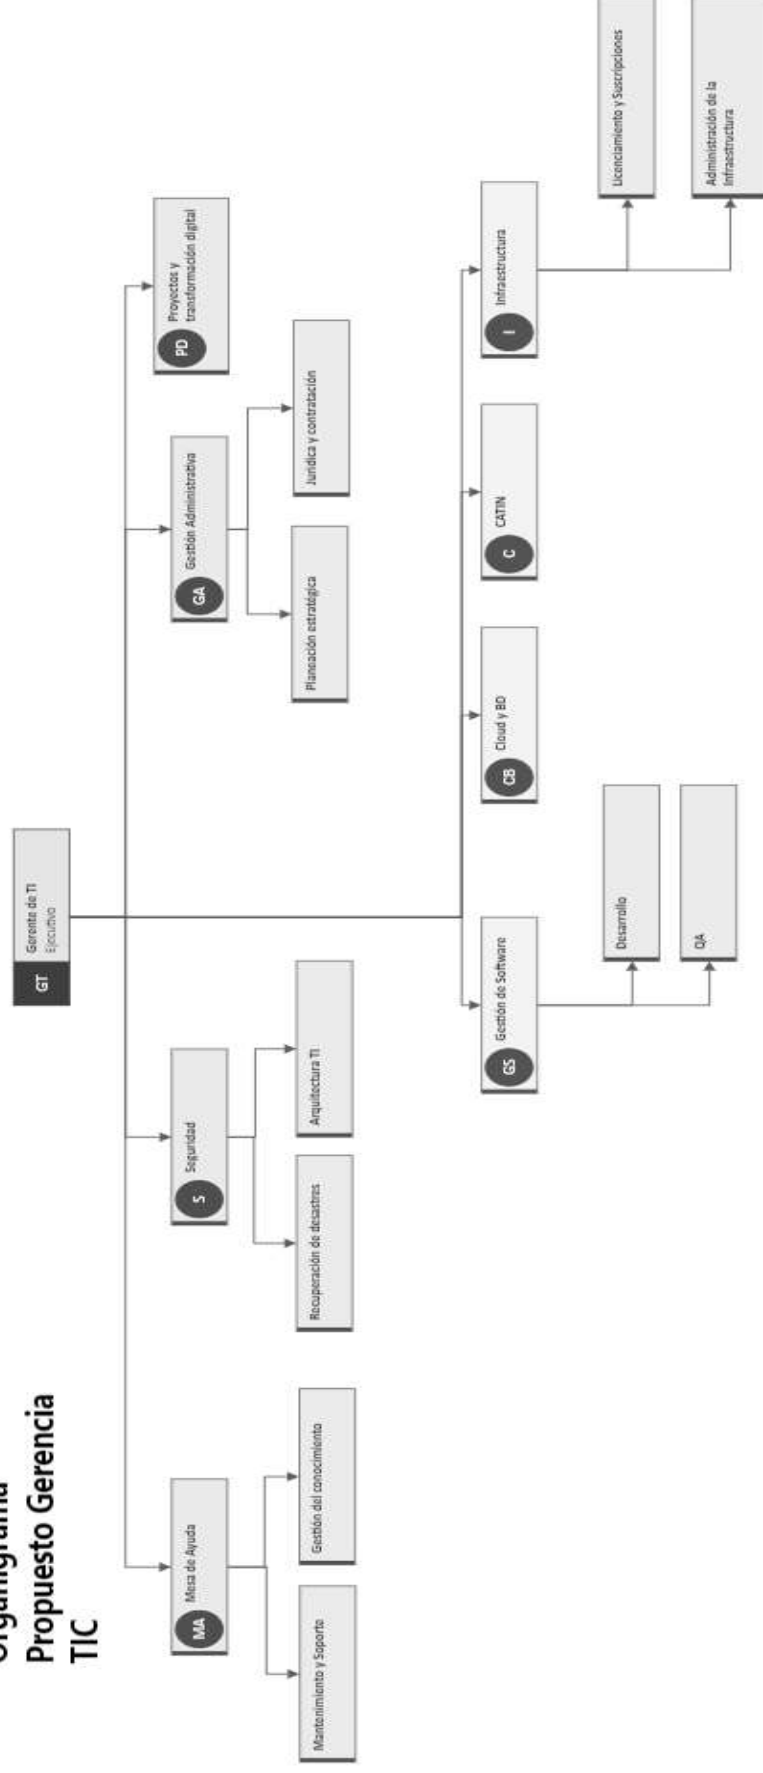 Organigrama
Propuesto Gerencia
TIC
GT
Gerente de TI
Ejecutivo
MA
Mesa de Ayuda
S
Seguridad
GA
Gestión Administrativa
PD
Proyectos y
transformación digital
Mantenimiento y Soporte
Gestión del conocimiento
Recuperación de desastres
Arquitectura TI
Planeación estratégica
Juridica y contratación
GS
Gestión de Software
CB
Cloud y BD
C
CATIN
I
Infraestructura
Desarrollo
QA
Licenciamiento y Suscripciones
Administración de la
Infraestructura